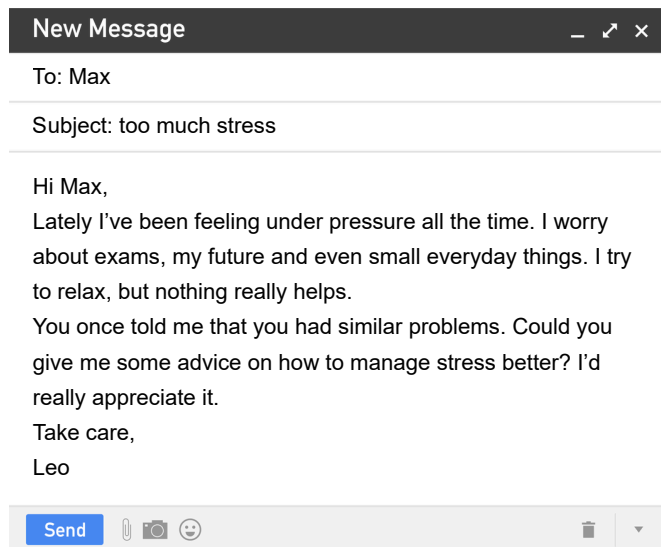 New Message
To: Max
Subject: too much stress
Hi Max,
Lately I’ve been feeling under pressure all the time. I worry
about exams, my future and even small everyday things. I try
to relax, but nothing really helps.
You once told me that you had similar problems. Could you
give me some advice on how to manage stress better? I’d
really appreciate it.
Take care,
Leo
Send